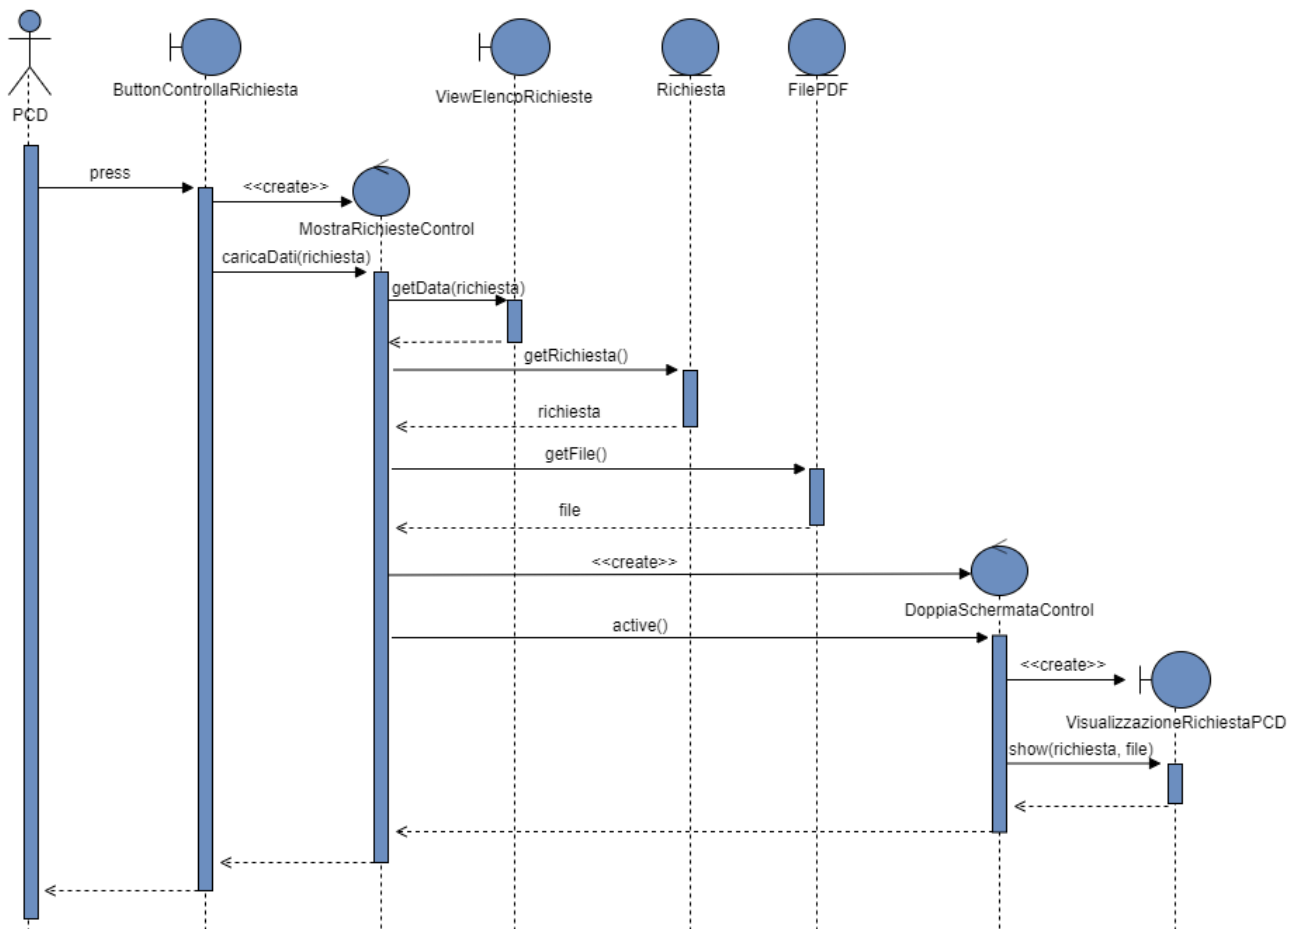 ButtonControllaRichiesta
ViewElencoRichieste
Richiesta
FilePDF
PCD
press
<<create>>
MostraRichiesteControl
caricaDati(richiesta)
getData(richiesta)
getRichiesta()
richiesta
getFile()
file
<<create>>
DoppiaSchermataControl
active()
<<create>>
VisualizzazioneRichiestaPCD
show(richiesta, file)